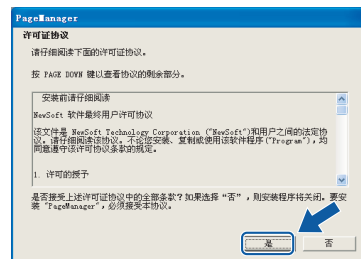 PageManager
许可证协议
请仔细阅读下面的许可证协议。
按 PAGE DOWN 键以查看协议的剩余部分。
安装前请仔细阅读
NewSoft 软件最终用户许可协议
该文件是 NewSoft Technology Corporation ("NewSoft")和用户之间的法定协
议。请仔细阅读该协议。不论您安装、复制或使用该软件程序("Program")，均
同意遵守该许可协议条款的规定。
1. 许可的授予
是否接受上述许可证协议中的全部条款？如果选择“否”，则安装程序将关闭。要安
装 "PageManager"，必须接受本协议。
是
否